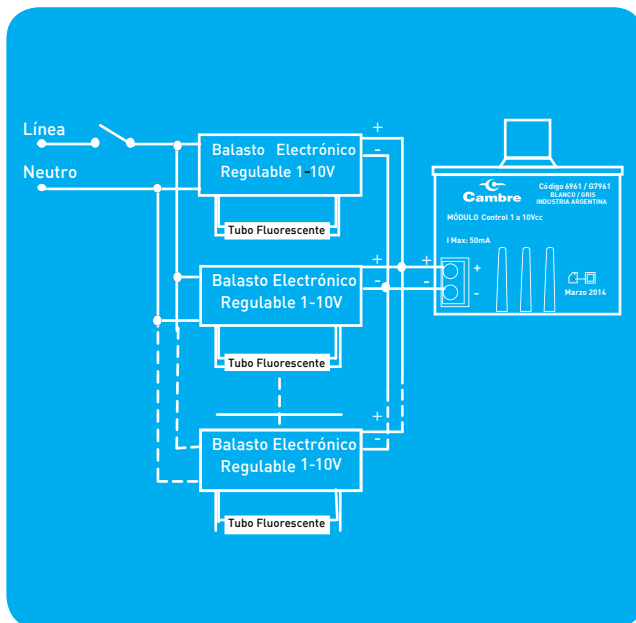 Línea
Neutro
Balasto Electrónico
Regulable 1-10V
+
-
Tubo Fluorescente
Balasto Electrónico
Regulable 1-10V
+
-
Tubo Fluorescente
Balasto Electrónico
Regulable 1-10V
+
-
Tubo Fluorescente
Cambre
Código 6961 / G7961
BLANCO / GRIS
INDUSTRIA ARGENTINA
MÓDULO Control 1 a 10Vcc
I Max: 50mA
+
+
-
-
Marzo 2014